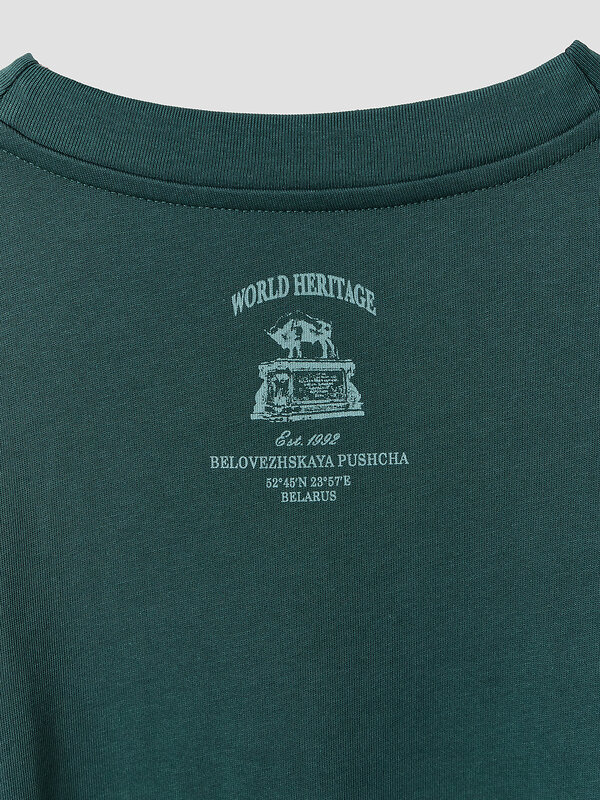 WORLD HERITAGE
Est. 1992
BELOVEZHSKAYA PUSHCHA
52°45'N 23°57'E
BELARUS